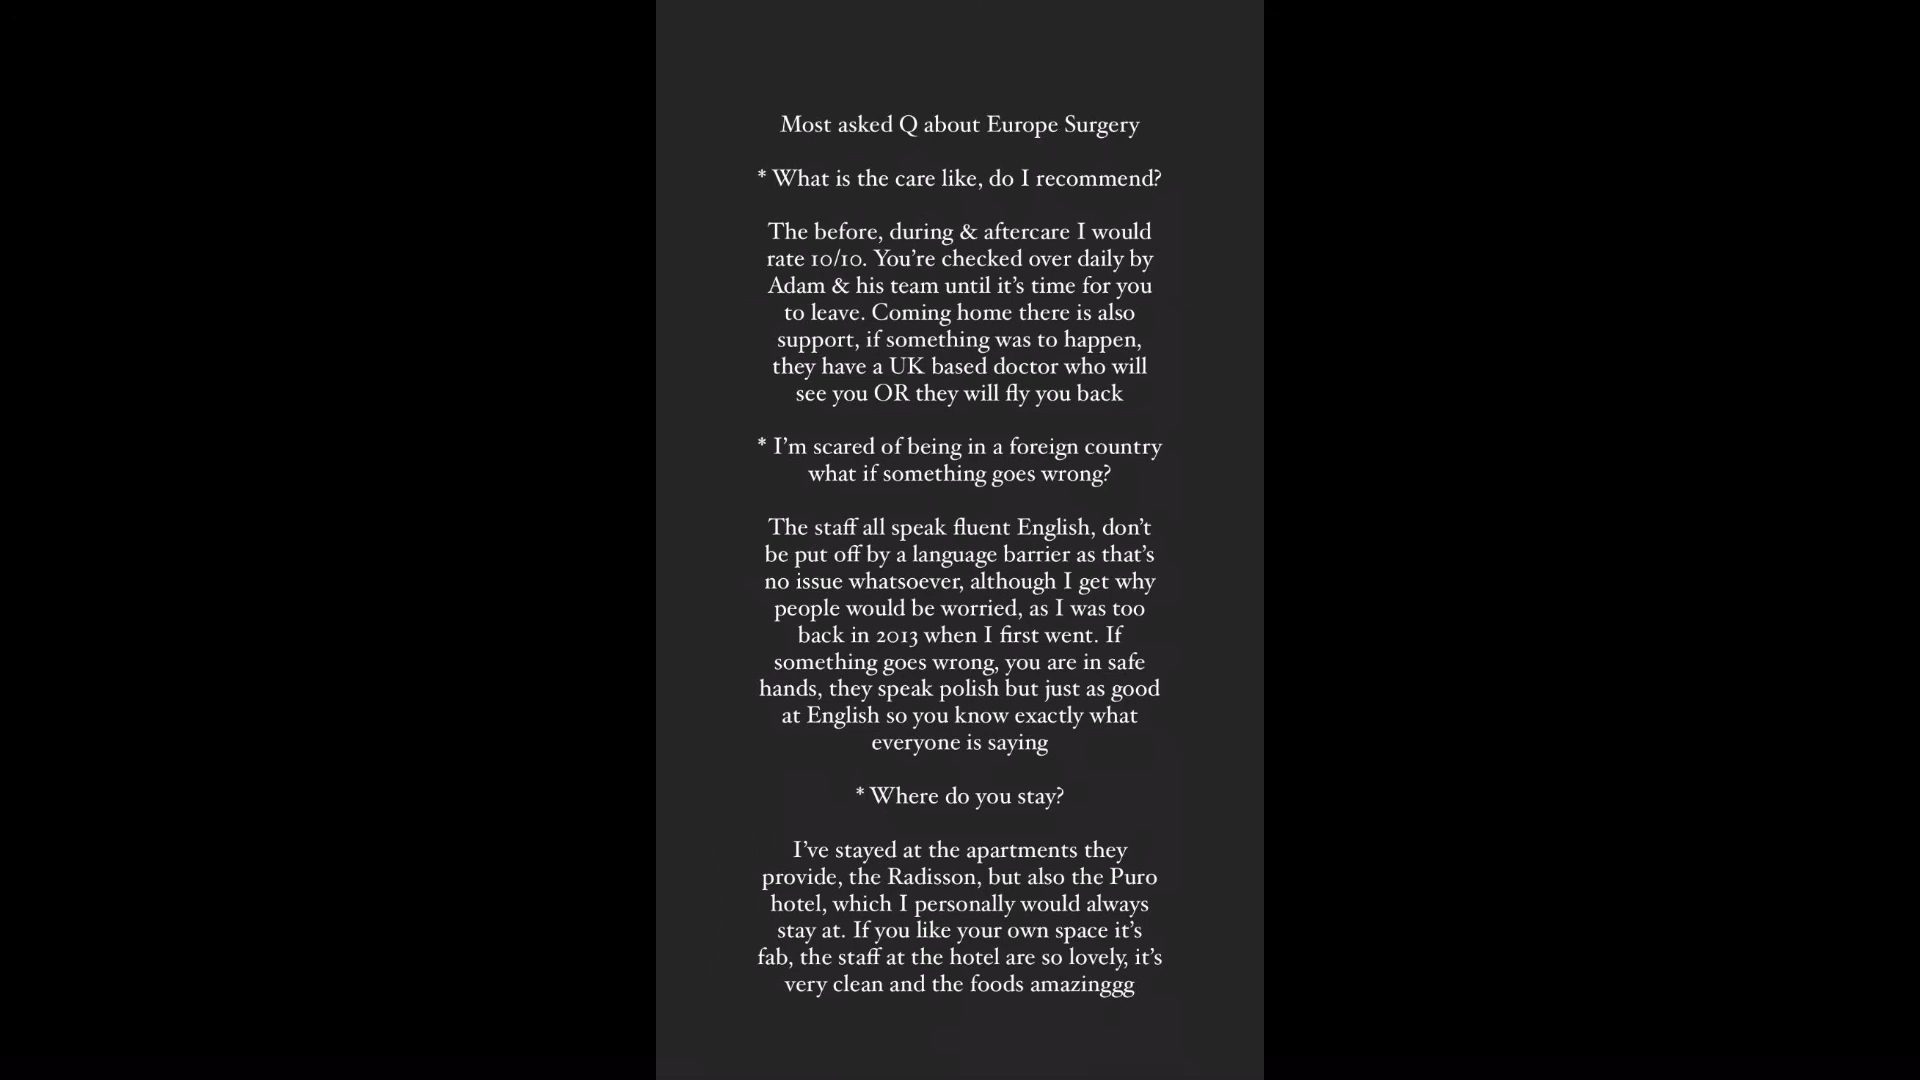 Most asked Q about Europe Surgery
* What is the care like, do I recommend?
The before, during & aftercare I would
rate 10/10. You're checked over daily by
Adam & his team until it's time for you
to leave. Coming home there is also
support, if something was to happen,
they have a UK based doctor who will
see you OR they will fly you back
* I'm scared of being in a foreign country
what if something goes wrong?
The staff all speak fluent English, don't
be put off by a language barrier as that's
no issue whatsoever, although I get why
people would be worried, as I was too
back in 2013 when I first went. If
something goes wrong, you are in safe
hands, they speak polish but just as good
at English so you know exactly what
everyone is saying
* Where do you stay?
I've stayed at the apartments they
provide, the Radisson, but also the Puro
hotel, which I personally would always
stay at. If you like your own space it's
fab, the staff at the hotel are so lovely, it's
very clean and the foods amazinggg